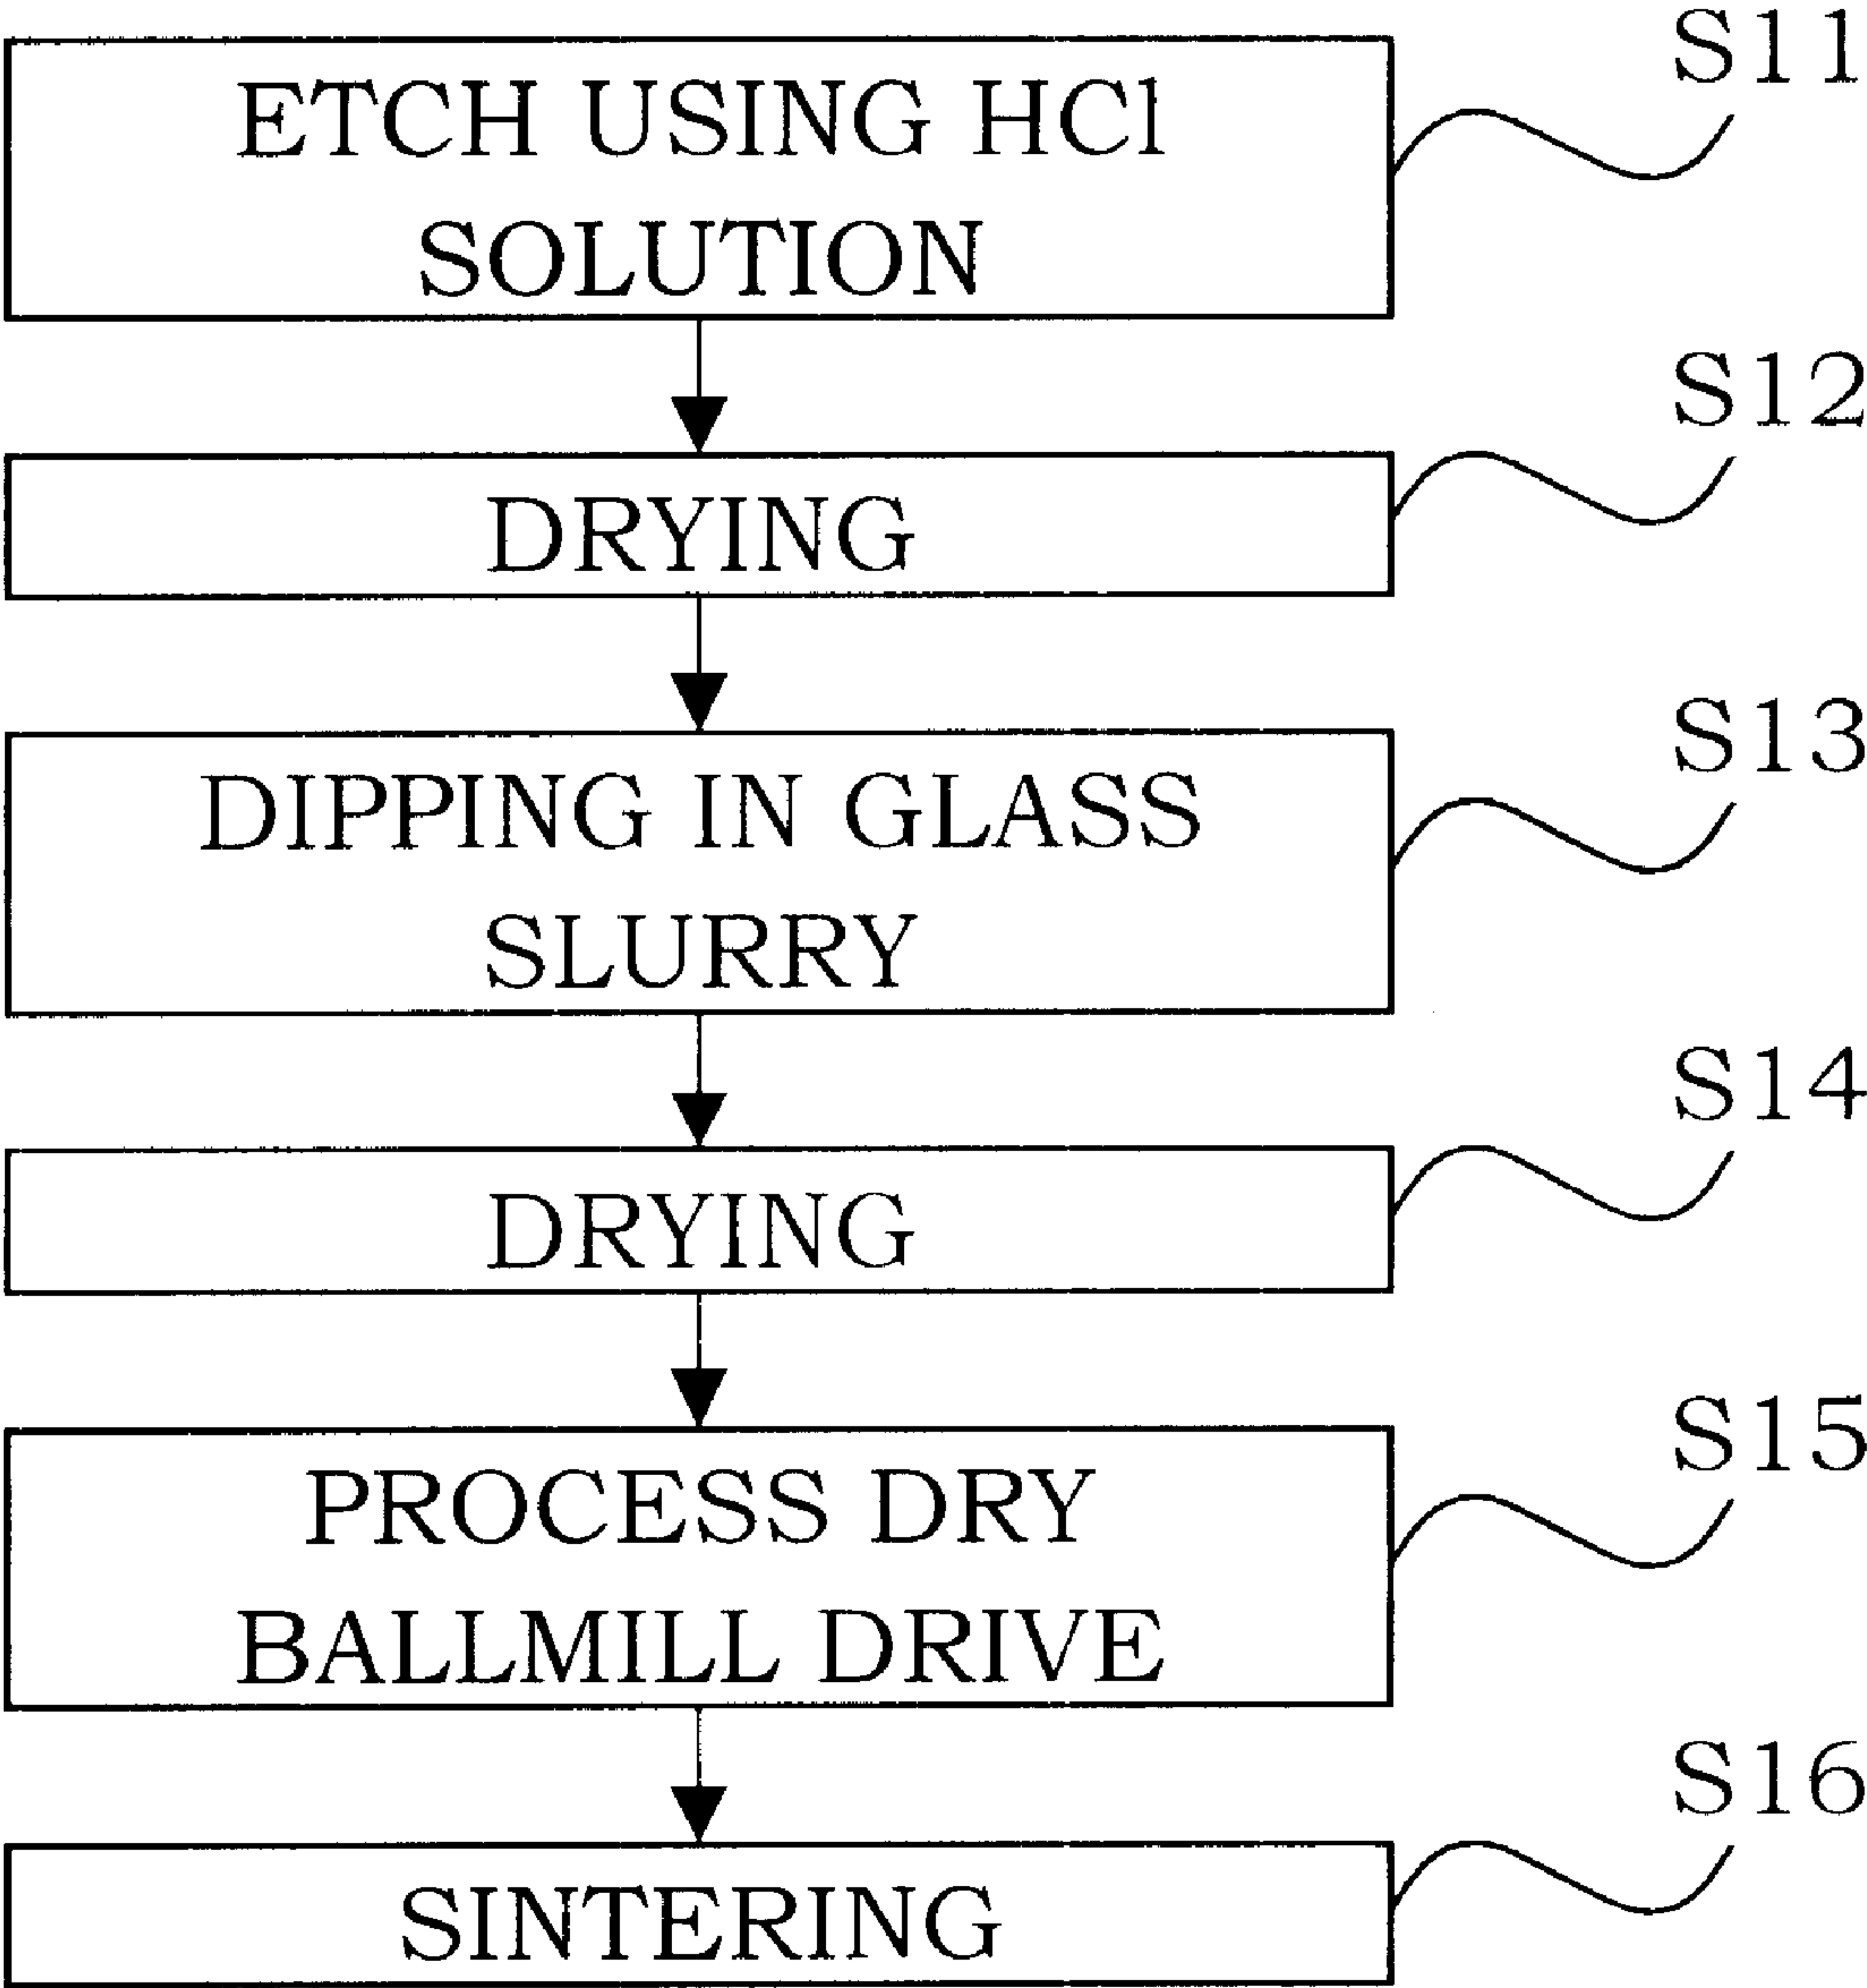 S11
ETCH USING HCl
SOLUTION
S12
DRYING
S13
DIPPING IN GLASS
SLURRY
S14
DRYING
S15
PROCESS DRY
BALLMILL DRIVE
S16
SINTERING